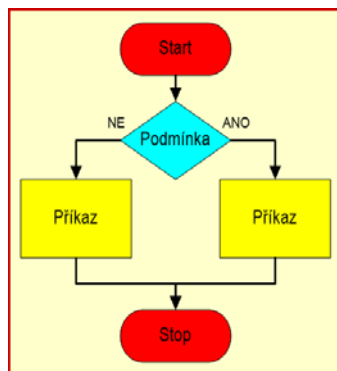 Start
NE
ANO
Podmínka
Příkaz
Příkaz
Stop